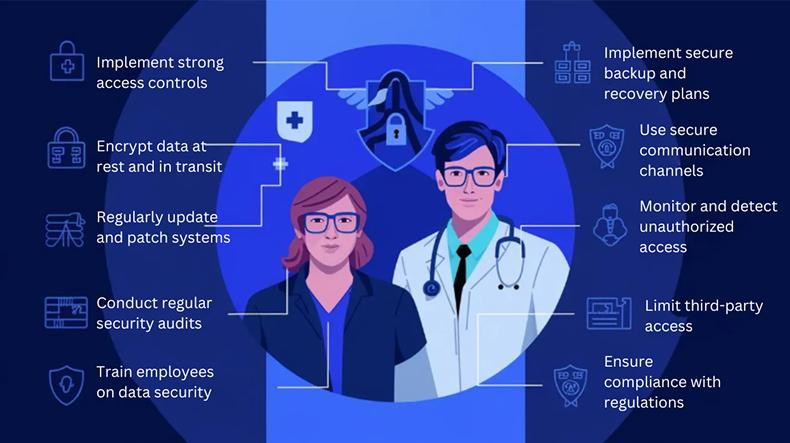 Implement strong
access controls
Encrypt data at
rest and in transit
Regularly update
and patch systems
Conduct regular
security audits
Train employees
on data security
Implement secure
backup and
recovery plans
Use secure
communication
channels
Monitor and detect
unauthorized
access
Limit third-party
access
Ensure
compliance with
regulations